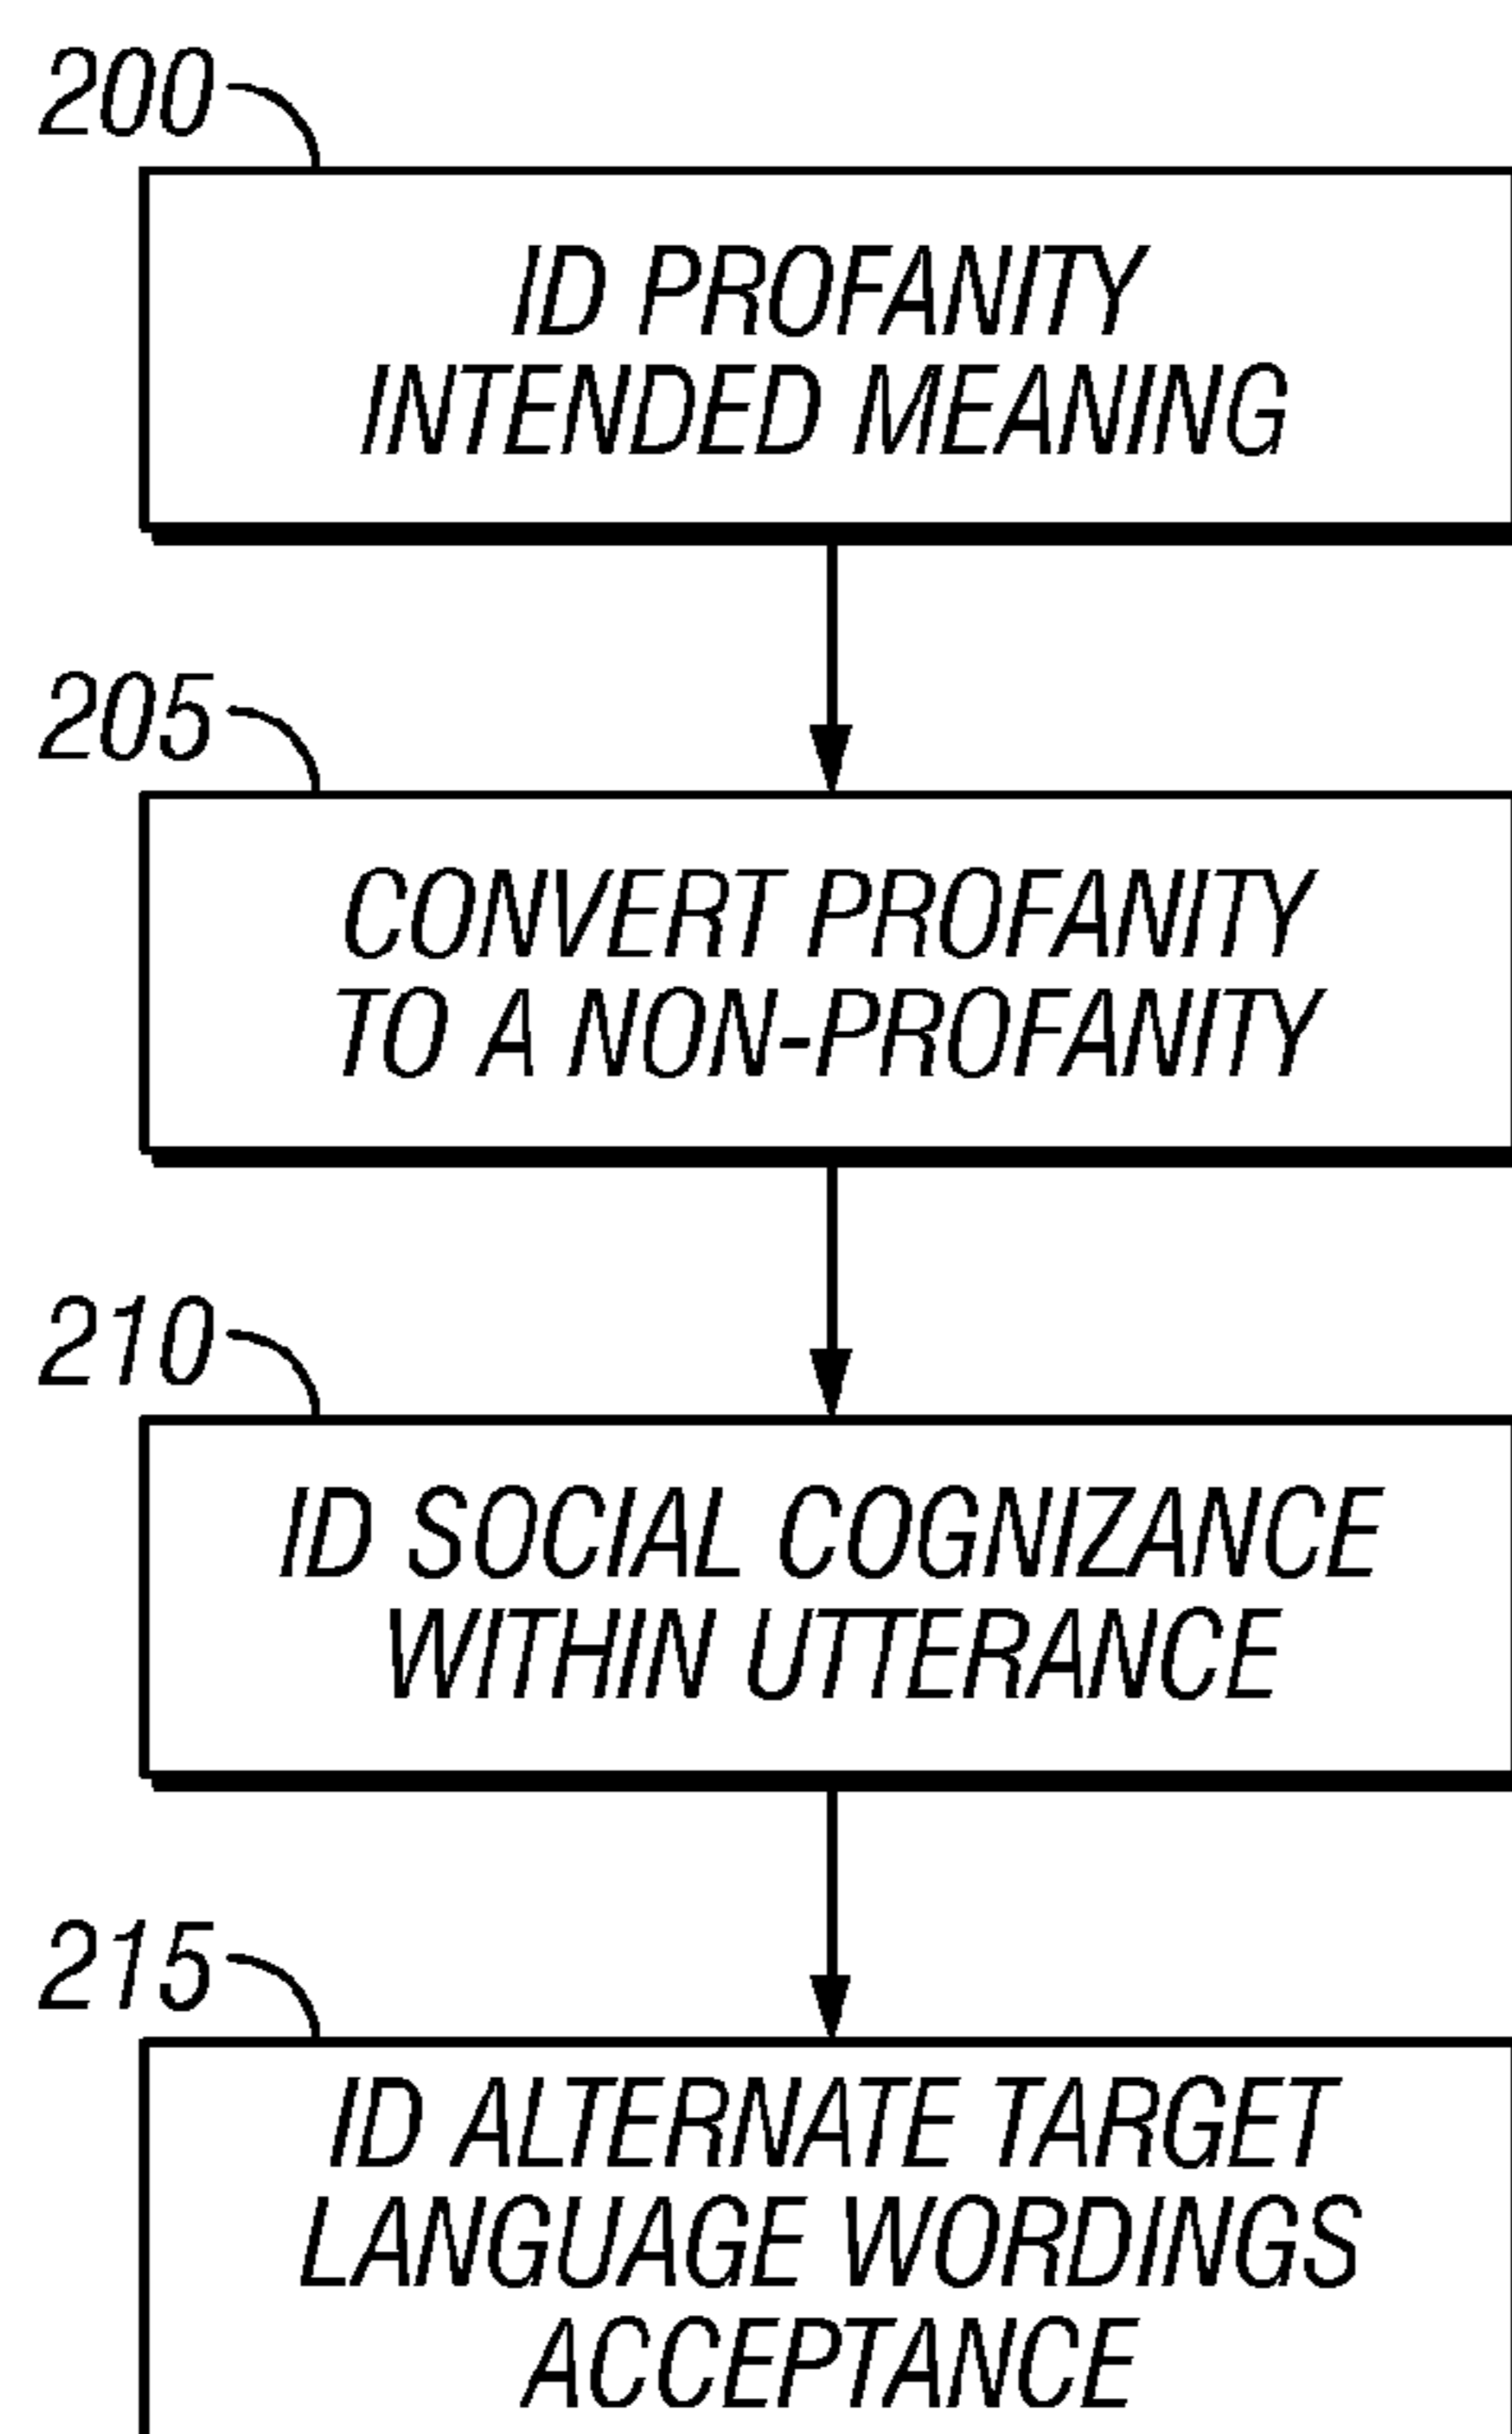 200
ID PROFANITY
INTENDED MEANING
205
CONVERT PROFANITY
TO A NON-PROFANITY
210
ID SOCIAL COGNIZANCE
WITHIN UTTERANCE
215
ID ALTERNATE TARGET
LANGUAGE WORDINGS
ACCEPTANCE